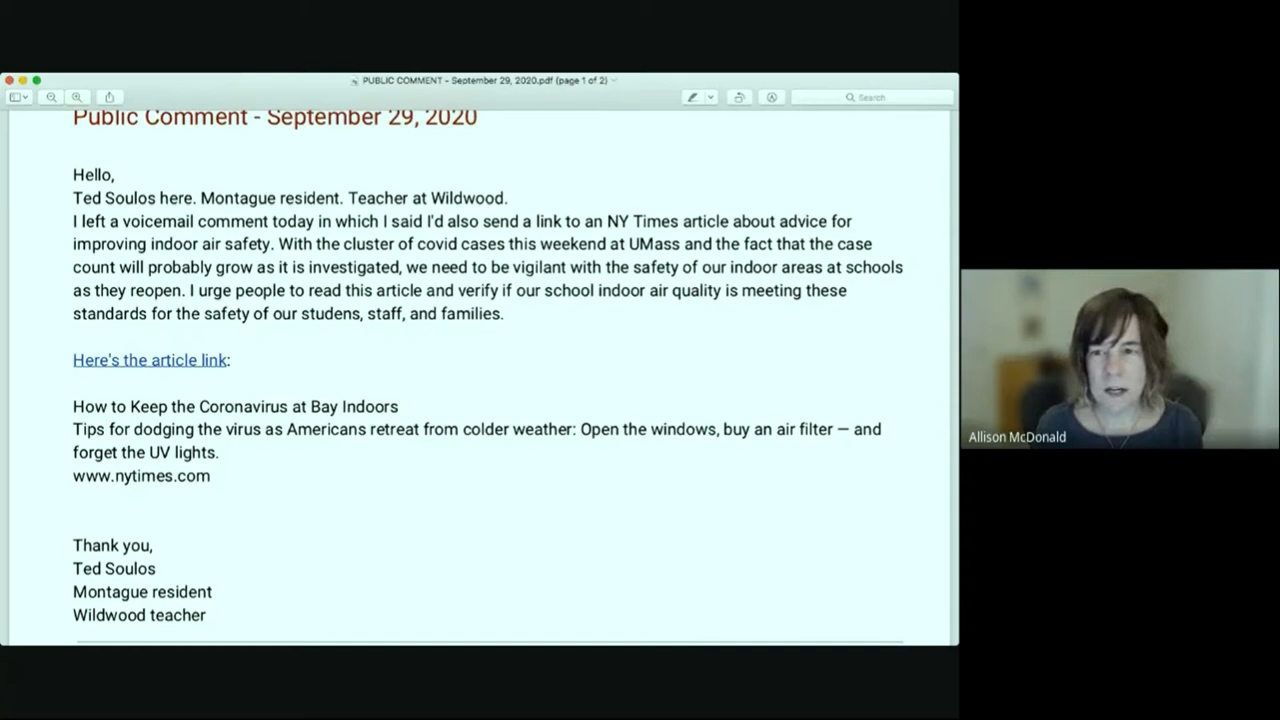 PUBLIC COMMENT - September 29, 2020.pdf (page 1 of 2)
Search
Public Comment - September 29, 2020
Hello,
Ted Soulos here. Montague resident. Teacher at Wildwood.
I left a voicemail comment today in which I said I'd also send a link to an NY Times article about advice for
improving indoor air safety. With the cluster of covid cases this weekend at UMass and the fact that the case
count will probably grow as it is investigated, we need to be vigilant with the safety of our indoor areas at schools
as they reopen. I urge people to read this article and verify if our school indoor air quality is meeting these
standards for the safety of our studens, staff, and families.
Here's the article link:
How to Keep the Coronavirus at Bay Indoors
Tips for dodging the virus as Americans retreat from colder weather: Open the windows, buy an air filter — and
forget the UV lights.
www.nytimes.com
Thank you,
Ted Soulos
Montague resident
Wildwood teacher
Allison McDonald